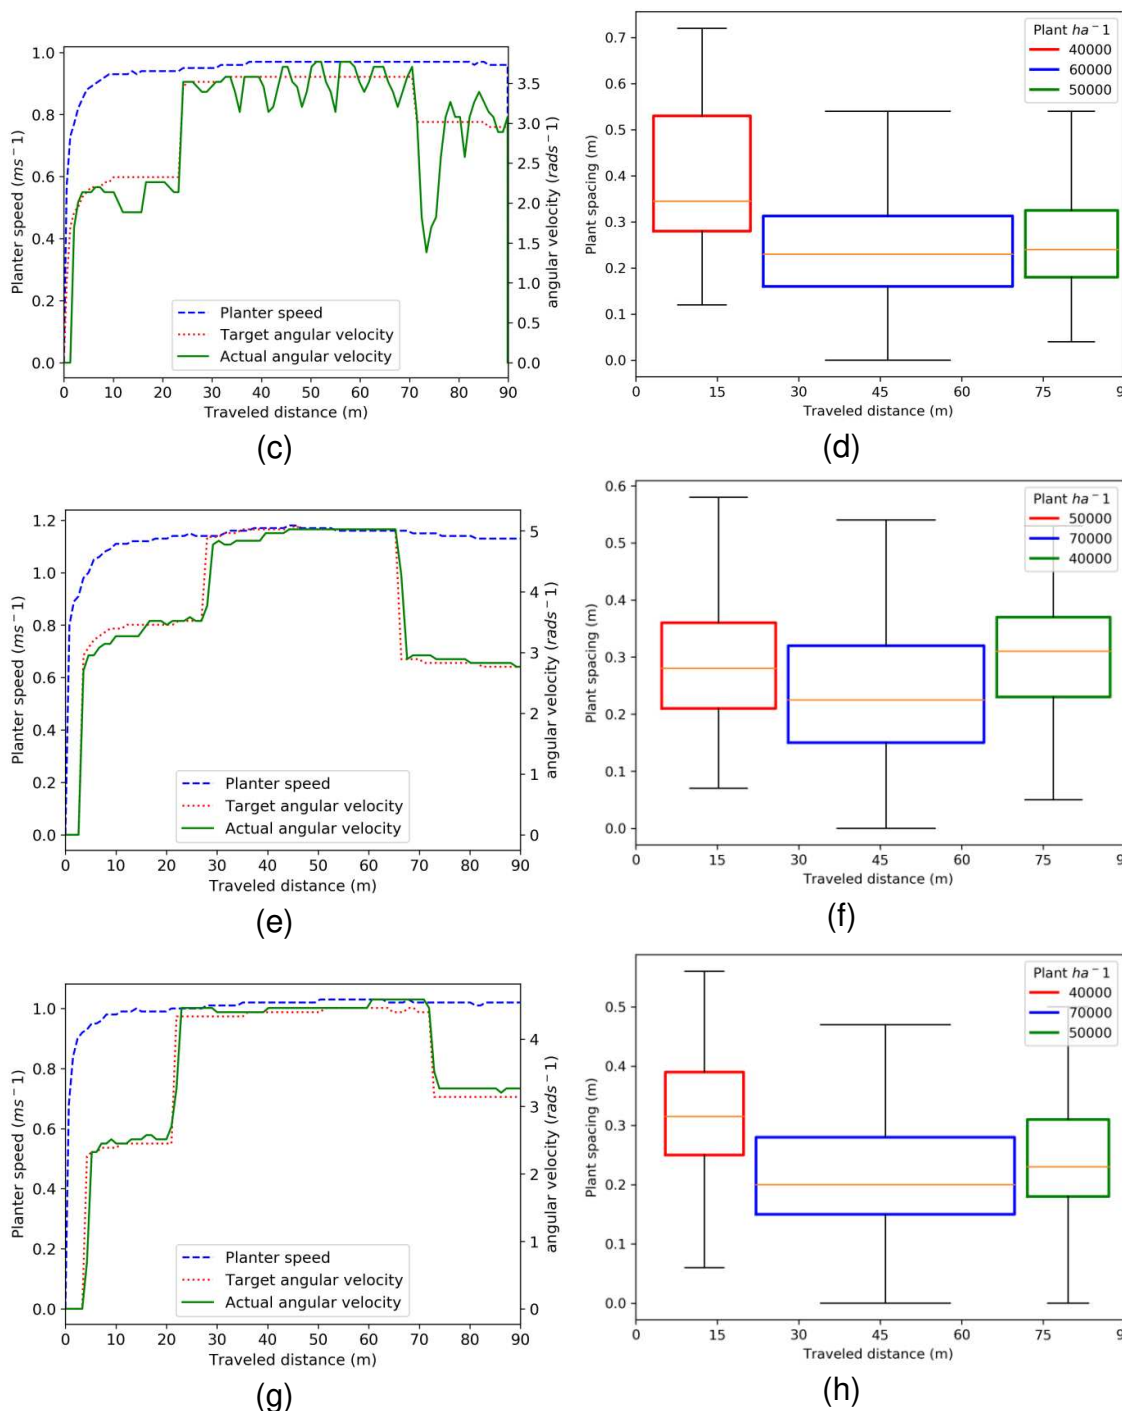 1.0
0.8
0.6
0.4
0.2
0.0
Planter speed (ms⁻1)
3.5
3.0
2.5
2.0
1.5
1.0
0.5
0.0
angular velocity (rads⁻1)
Planter speed
Target angular velocity
Actual angular velocity
0 10 20 30 40 50 60 70 80 90
Traveled distance (m)
(c)
0.7
0.6
0.5
0.4
0.3
0.2
0.1
0.0
Plant spacing (m)
Plant ha⁻1
40000
60000
50000
0 15 30 45 60 75 9
Traveled distance (m)
(d)
1.2
1.0
0.8
0.6
0.4
0.2
0.0
Planter speed (ms⁻1)
5
4
3
2
1
0
angular velocity (rads⁻1)
Planter speed
Target angular velocity
Actual angular velocity
0 10 20 30 40 50 60 70 80 90
Traveled distance (m)
(e)
0.6
0.5
0.4
0.3
0.2
0.1
0.0
Plant spacing (m)
Plant ha⁻1
50000
70000
40000
0 15 30 45 60 75 9
Traveled distance (m)
(f)
1.0
0.8
0.6
0.4
0.2
0.0
Planter speed (ms⁻1)
4
3
2
1
0
angular velocity (rads⁻1)
Planter speed
Target angular velocity
Actual angular velocity
0 10 20 30 40 50 60 70 80 90
Traveled distance (m)
(g)
0.5
0.4
0.3
0.2
0.1
0.0
Plant spacing (m)
Plant ha⁻1
40000
70000
50000
0 15 30 45 60 75 9
Traveled distance (m)
(h)